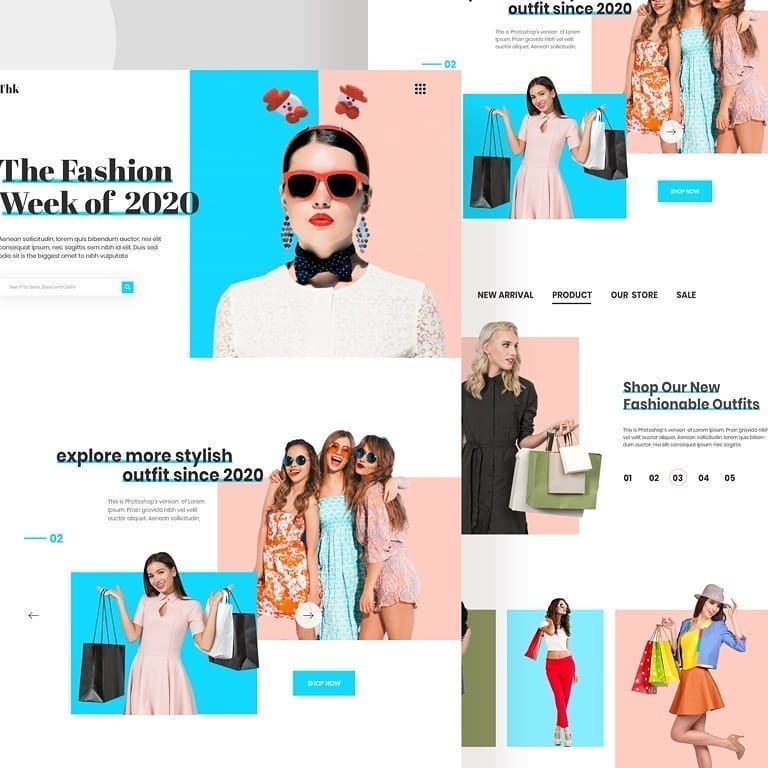 Thk
The Fashion
Week of 2020
Aenean sollicitudin, lorem quis bibendum auctor, nisi elit
consequat ipsum, nec sagittis sem nibh id elit. Duis sed
odio sit is the biggest amet to nibh vulputate
Search by Items, Brand and Cloths
explore more stylish
outfit since 2020
This is Photoshop's version of Lorem
Ipsum. Proin gravida nibh vel velit
auctor aliquet. Aenean sollicitudin,
02
SHOP NOW
outfit since 2020
This is Photoshop's version of Lorem
Ipsum. Proin gravida nibh vel velit
auctor aliquet. Aenean sollicitudin,
02
SHOP NOW
NEW ARRIVAL PRODUCT OUR STORE SALE
Shop Our New
Fashionable Outfits
This is Photoshop's version of Lorem Ipsum. Proin gravida nibh
vel velit auctor aliquet. Aenean sollicitudin, lorem quis bibendum
auctor, nisi elit consequat ipsum, nec sagittis
01 02 03 04 05